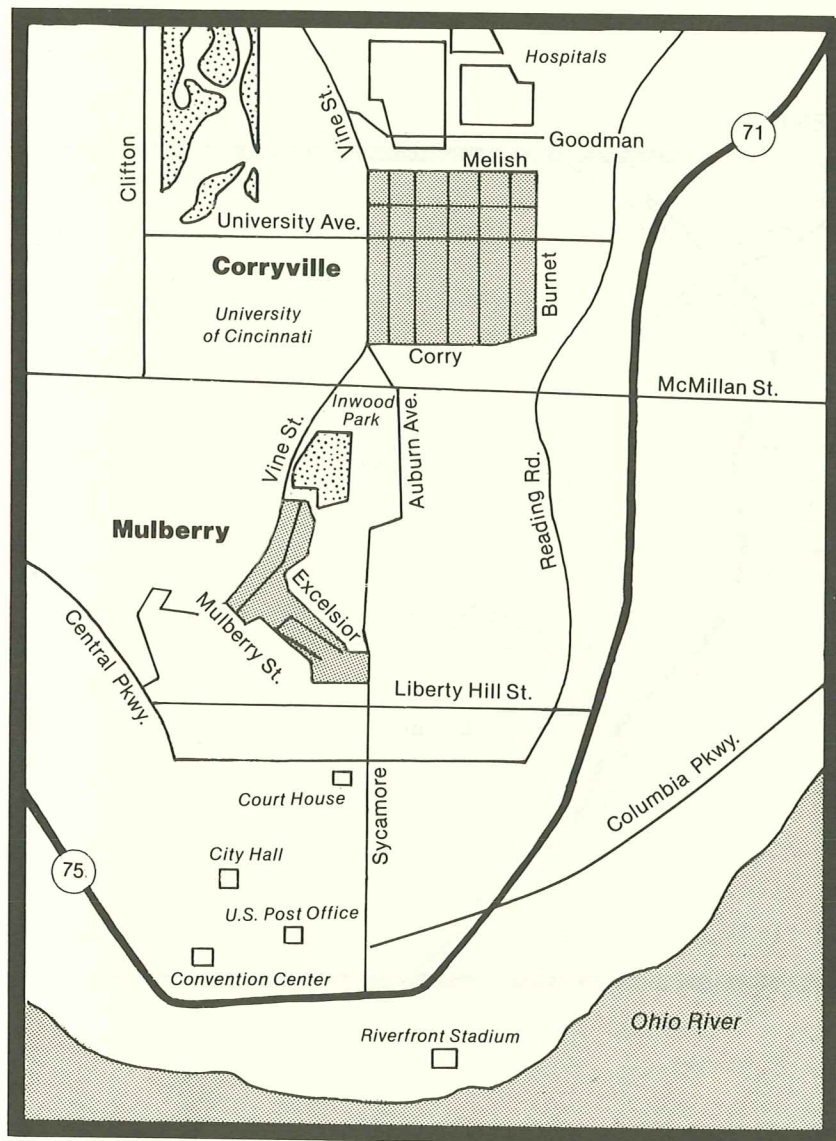 Hospitals
Vine St.
Goodman
71
Melish
Clifton
University Ave.
Corryville
Burnet
University
of Cincinnati
Corry
McMillan St.
Inwood
Park
Auburn Ave.
Vine St.
Reading Rd.
Mulberry
Excelsior
Mulberry St.
Central Pkwy.
Liberty Hill St.
Columbia Pkwy.
Court House
Sycamore
City Hall
75.
U.S. Post Office
Convention Center
Ohio River
Riverfront Stadium